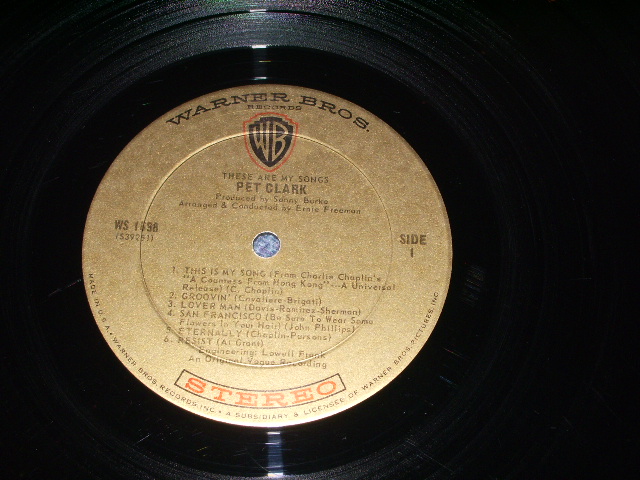 WARNER BROS.
RECORDS
WB
THESE ARE MY SONGS
PET CLARK
Produced by Sonny Burke
Arranged & Conducted by Ernie Freeman
WS 1698
SIDE
1
1. THIS IS MY SONG (From Charlie Chaplin's
"A Countess From Hong Kong"—A Universal
Release) (C. Chaplin)
2. GROOVIN' (Cavaliere-Brigati)
3. LOVER MAN (Davis-Ramirez-Sherman)
4. SAN FRANCISCO (Be Sure To Wear Some
Flowers In Your Hair) (John Phillips)
ETERNALLY (Chaplin-Parsons)
6. RESIST (Al Grant)
Engineering: Lowell Frank
An Original Vogue Recording
STEREO
MADE IN U.S.A. • WARNER BROS. RECORDS, INC. • A SUBSIDIARY & LICENSEE OF WARNER BROS. PICTURES, INC.